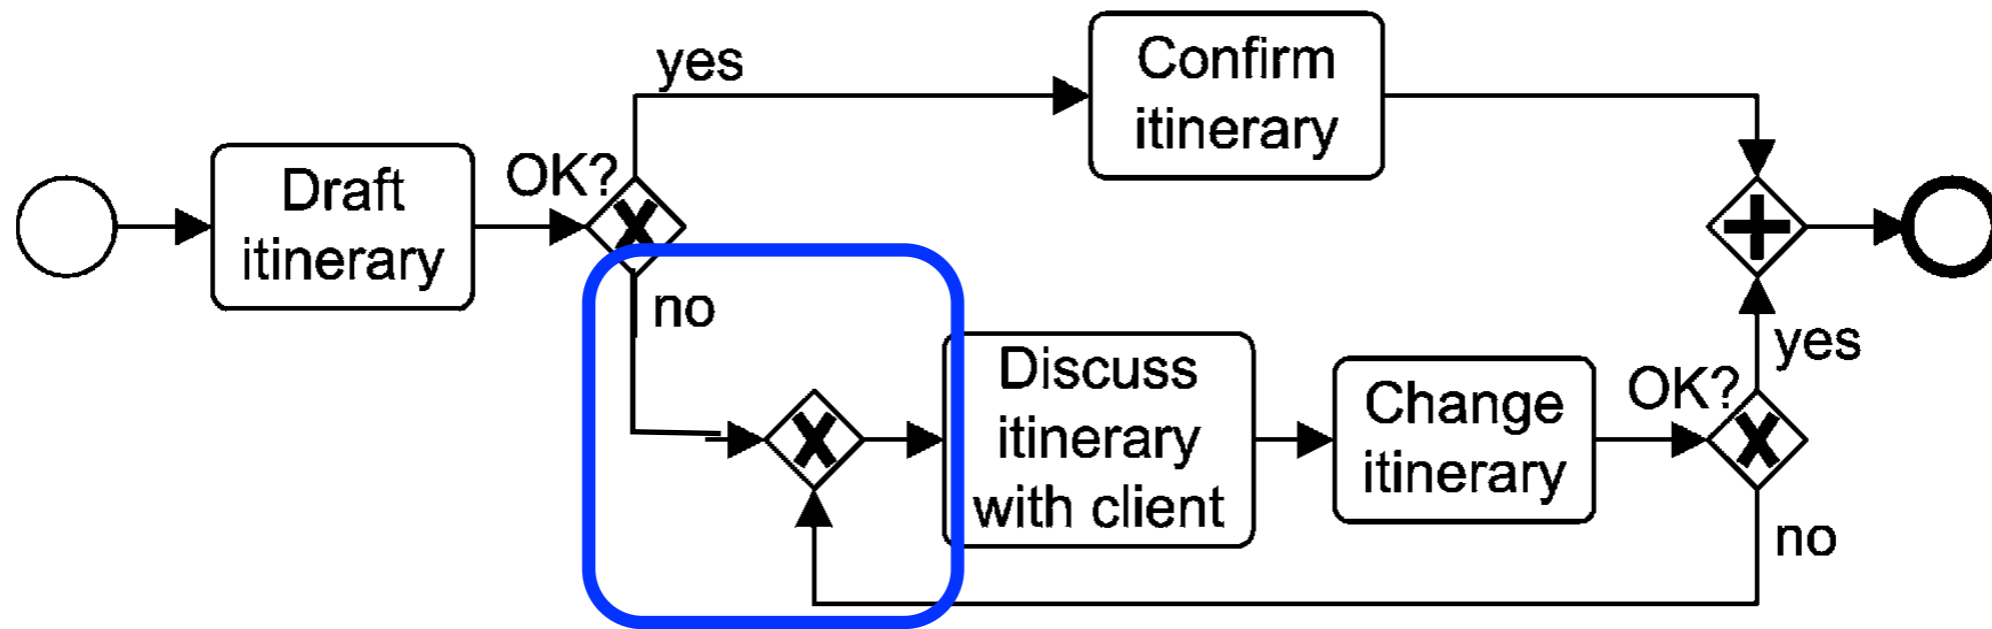 yes
Confirm
itinerary
Draft
itinerary
OK?
no
Discuss
itinerary
with client
Change
itinerary
OK?
yes
no